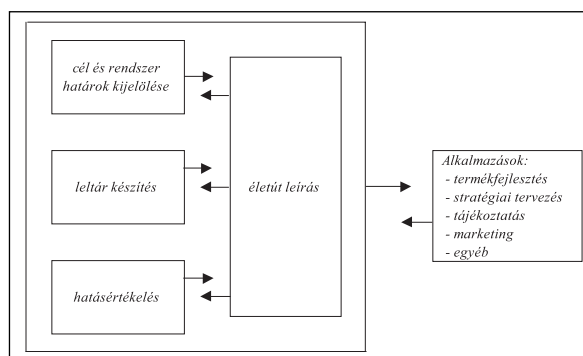 cél és rendszer
határok kijelölése
leltár készítés
hatásértékelés
életút leírás
Alkalmazások:
- termékfejlesztés
- stratégiai tervezés
- tájékoztatás
- marketing
- egyéb